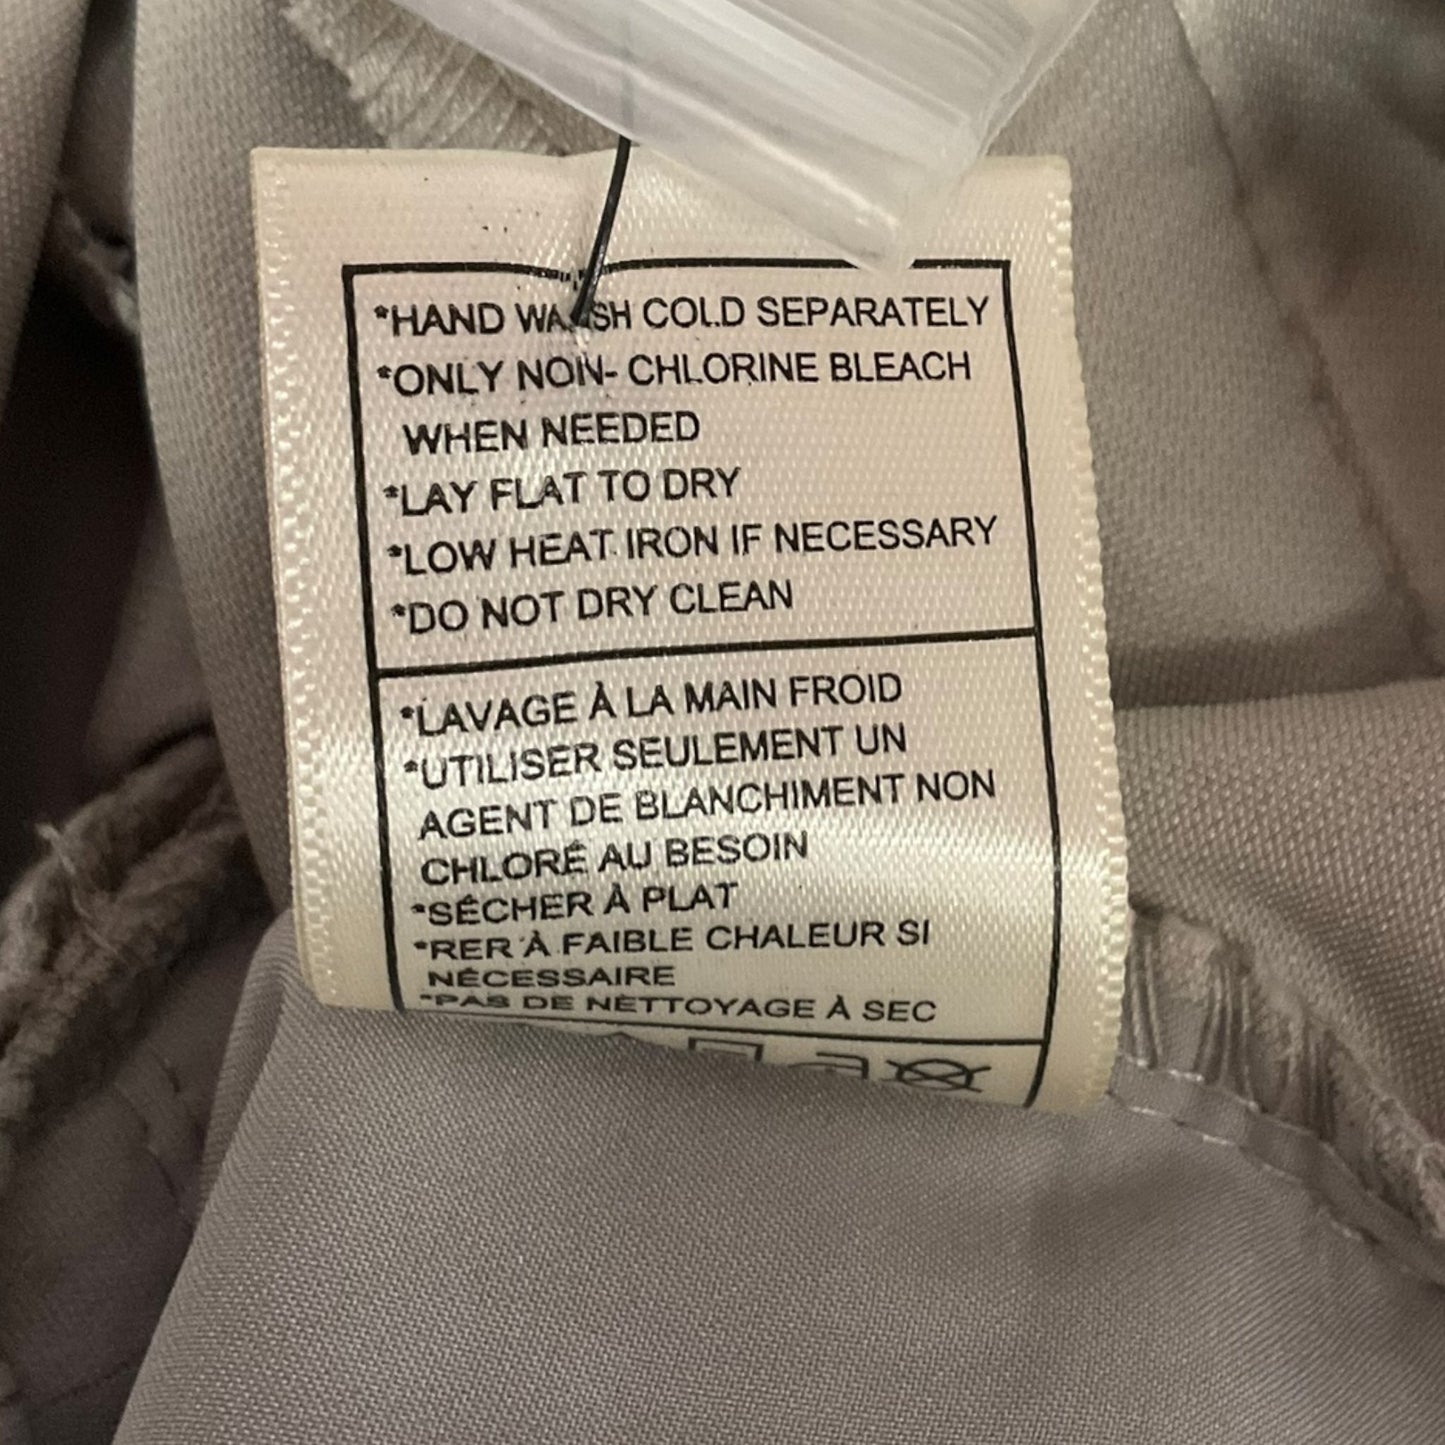 *HAND WASH COLD SEPARATELY
*ONLY NON- CHLORINE BLEACH
WHEN NEEDED
*LAY FLAT TO DRY
*LOW HEAT IRON IF NECESSARY
*DO NOT DRY CLEAN
*LAVAGE À LA MAIN FROID
*UTILISER SEULEMENT UN
AGENT DE BLANCHIMENT NON
CHLORÉ AU BESOIN
*SÉCHER À PLAT
*RER À FAIBLE CHALEUR SI
NÉCESSAIRE
*PAS DE NETTOYAGE À SEC